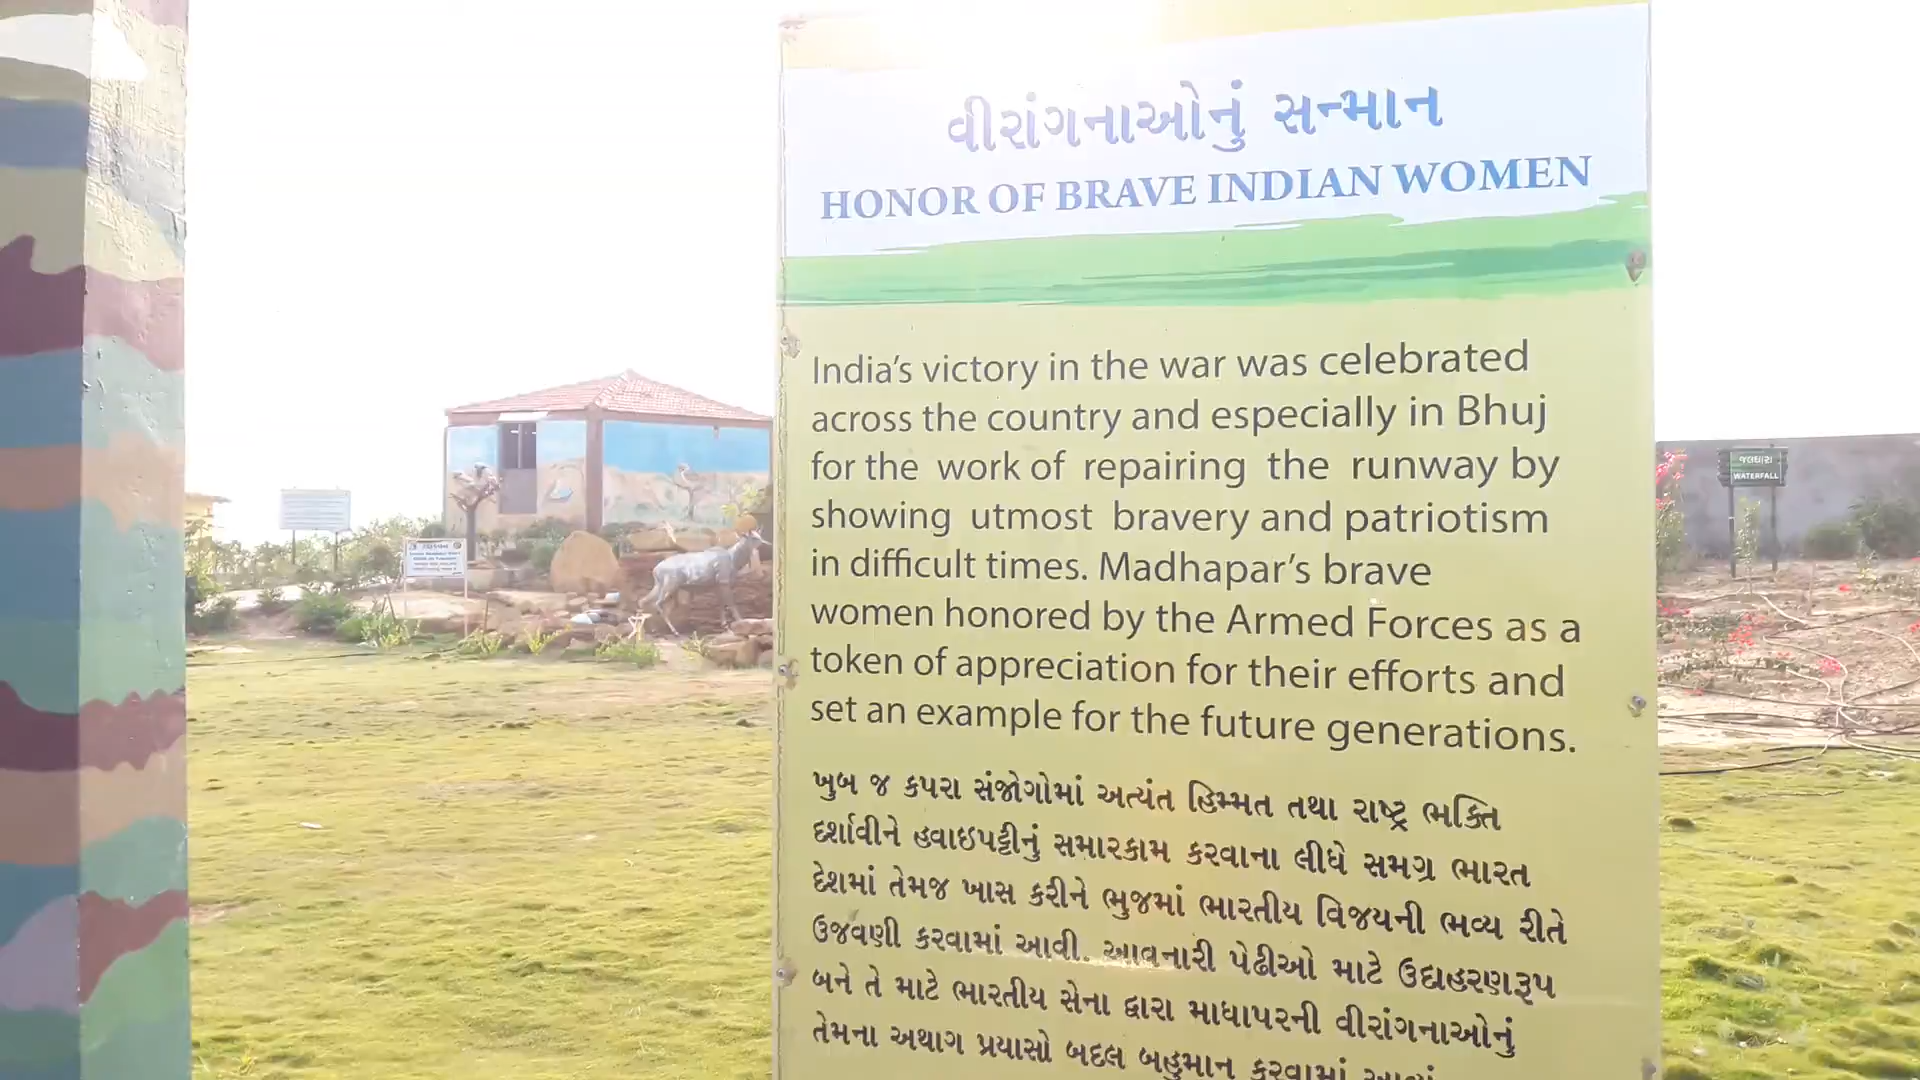 વીરાંગનાઓનું સન્માન
HONOR OF BRAVE INDIAN WOMEN
India's victory in the war was celebrated
across the country and especially in Bhuj
for the work of repairing the runway by
showing utmost bravery and patriotism
in difficult times. Madhapar's brave
women honored by the Armed Forces as a
token of appreciation for their efforts and
set an example for the future generations.
ખુબ જ કપરા સંજોગોમાં અત્યંત હિમ્મત તથા રાષ્ટ્ર ભક્તિ
દર્શાવીને હવાઇપટ્ટીનું સમારકામ કરવાના લીધે સમગ્ર ભારત
દેશમાં તેમજ ખાસ કરીને ભુજમાં ભારતીય વિજયની ભવ્ય રીતે
ઉજવણી કરવામાં આવી. આવનારી પેઢીઓ માટે ઉદાહરણરૂપ
બને તે માટે ભારતીય સેના દ્વારા માધાપરની વીરાંગનાઓનું
તેમના અથાગ પ્રયાસો બદલ બહુમાન કરવામાં
જલધારા
WATERFALL